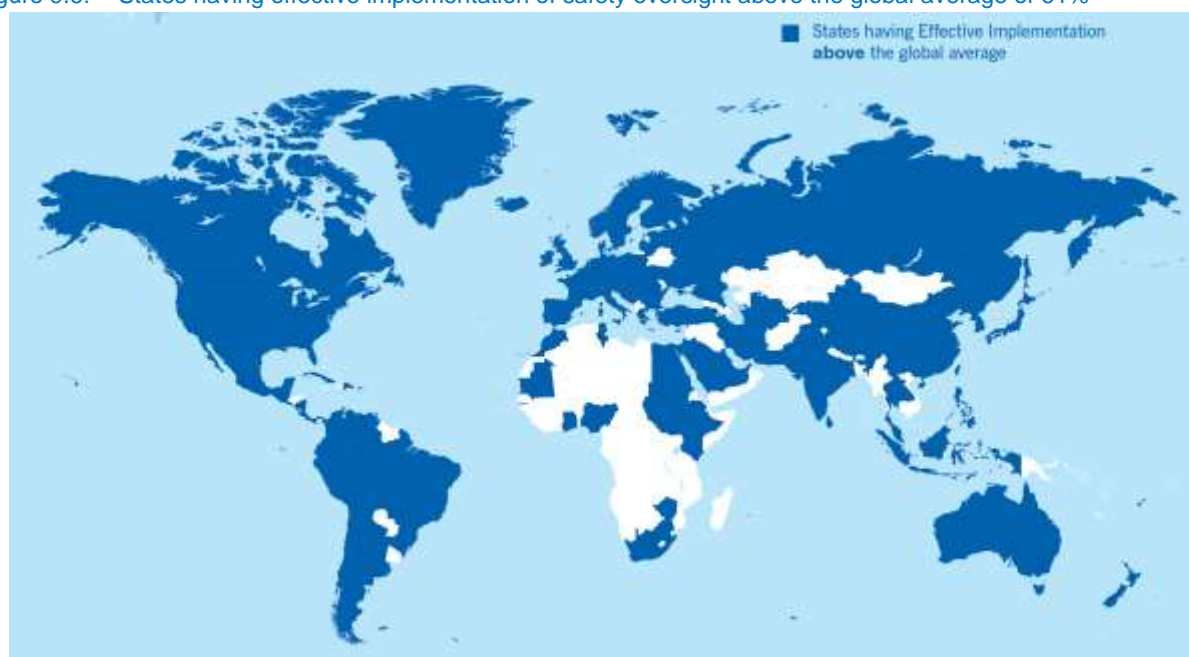 States having effective implementation of safety oversight above the global average of
States having Effective Implementation
above the global average